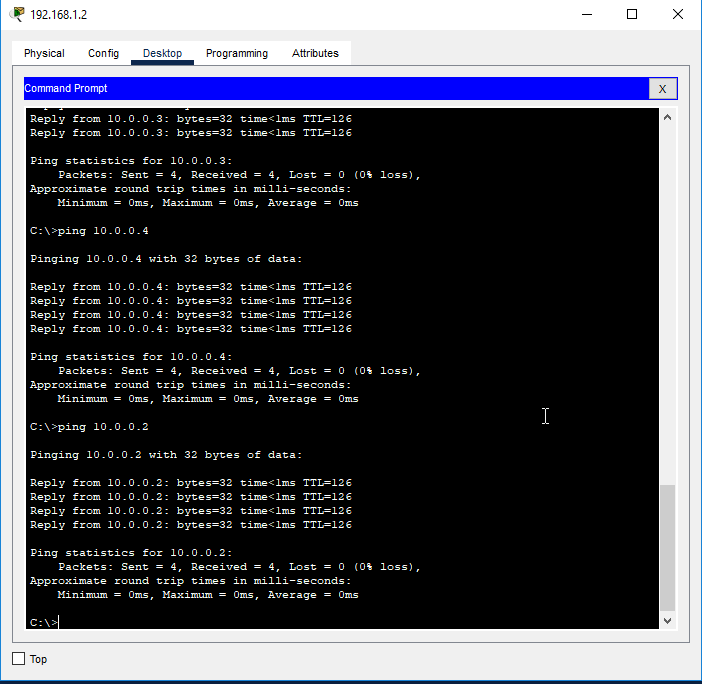 192.168.1.2
Physical Config Desktop Programming Attributes
Command Prompt X
Reply from 10.0.0.3: bytes=32 time<1ms TTL=126
Reply from 10.0.0.3: bytes=32 time<1ms TTL=126
Ping statistics for 10.0.0.3:
Packets: Sent = 4, Received = 4, Lost = 0 (0% loss),
Approximate round trip times in milli-seconds:
Minimum = 0ms, Maximum = 0ms, Average = 0ms
C:\>ping 10.0.0.4
Pinging 10.0.0.4 with 32 bytes of data:
Reply from 10.0.0.4: bytes=32 time<1ms TTL=126
Reply from 10.0.0.4: bytes=32 time<1ms TTL=126
Reply from 10.0.0.4: bytes=32 time<1ms TTL=126
Reply from 10.0.0.4: bytes=32 time<1ms TTL=126
Ping statistics for 10.0.0.4:
Packets: Sent = 4, Received = 4, Lost = 0 (0% loss),
Approximate round trip times in milli-seconds:
Minimum = 0ms, Maximum = 0ms, Average = 0ms
C:\>ping 10.0.0.2
Pinging 10.0.0.2 with 32 bytes of data:
Reply from 10.0.0.2: bytes=32 time<1ms TTL=126
Reply from 10.0.0.2: bytes=32 time<1ms TTL=126
Reply from 10.0.0.2: bytes=32 time<1ms TTL=126
Reply from 10.0.0.2: bytes=32 time<1ms TTL=126
Ping statistics for 10.0.0.2:
Packets: Sent = 4, Received = 4, Lost = 0 (0% loss),
Approximate round trip times in milli-seconds:
Minimum = 0ms, Maximum = 0ms, Average = 0ms
C:\>
Top